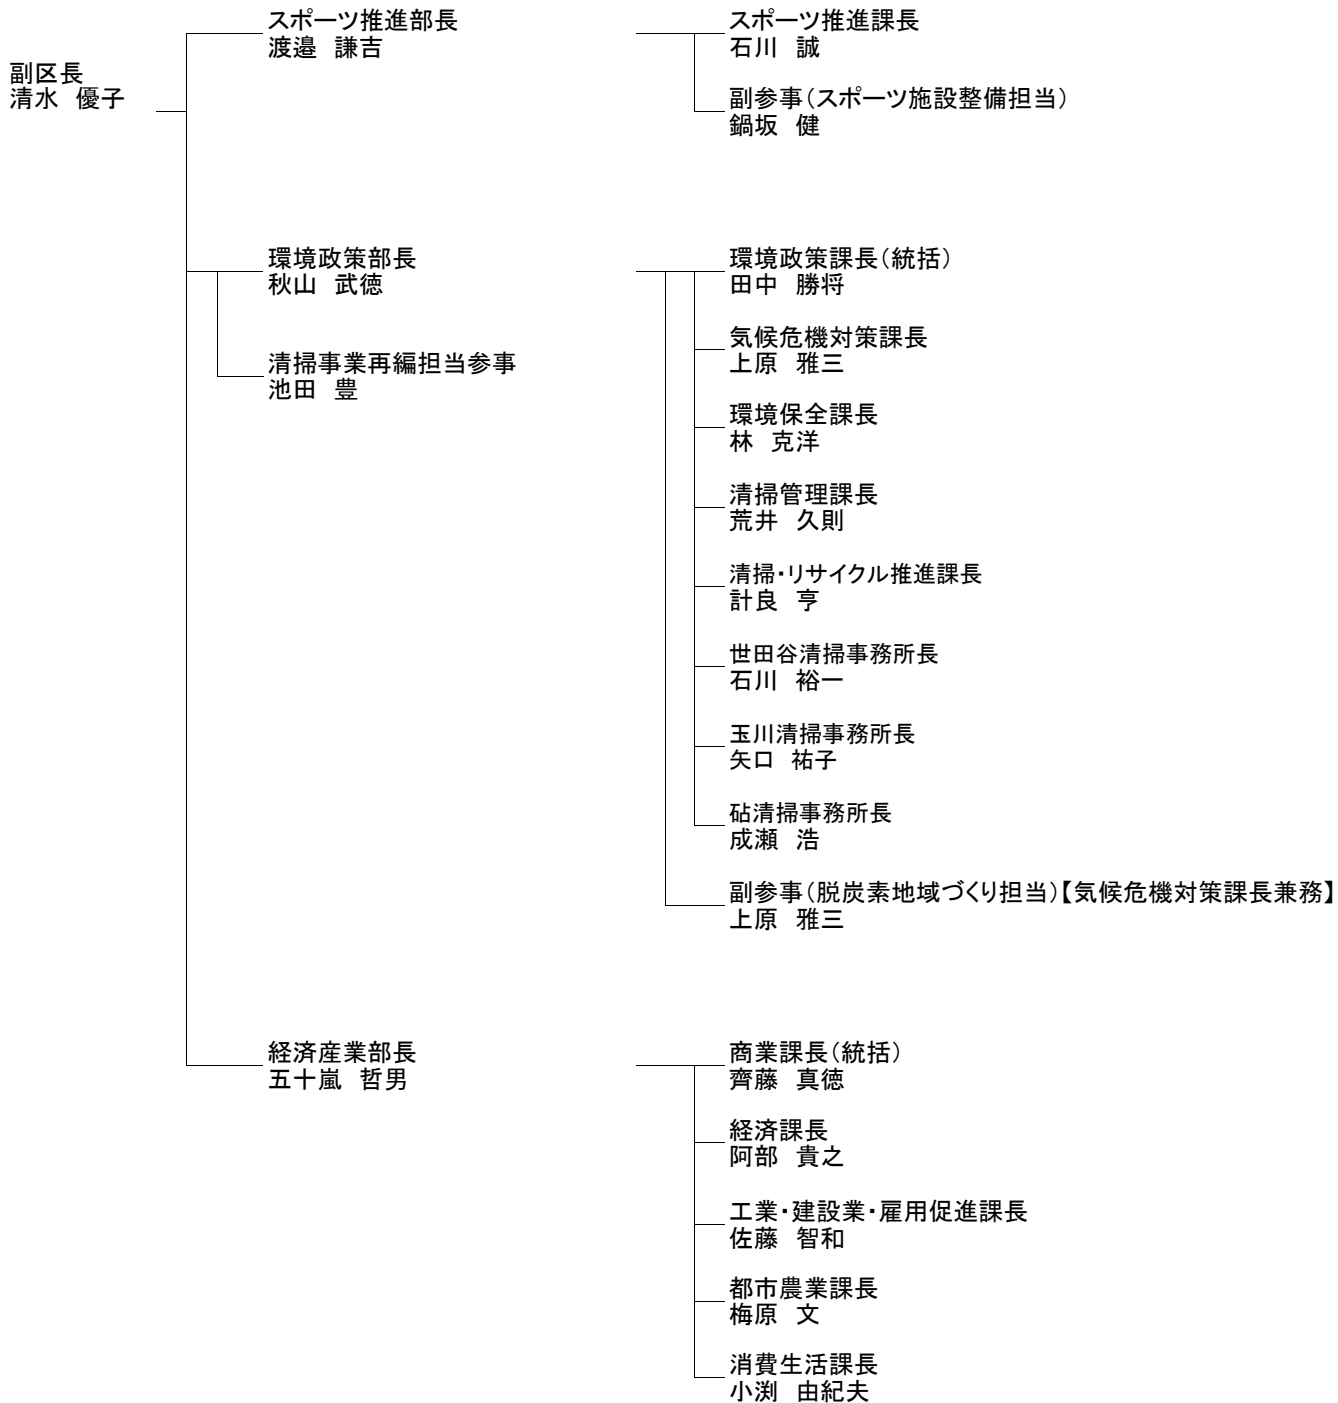 副区長
清水　優子
スポーツ推進部長
渡邉　謙吉
スポーツ推進課長
石川　誠
副参事（スポーツ施設整備担当）
鍋坂　健
環境政策部長
秋山　武徳
清掃事業再編担当参事
池田　豊
環境政策課長（統括）
田中　勝将
気候危機対策課長
上原　雅三
環境保全課長
林　克洋
清掃管理課長
荒井　久則
清掃・リサイクル推進課長
計良　亨
世田谷清掃事務所長
石川　裕一
玉川清掃事務所長
矢口　祐子
砧清掃事務所長
成瀬　浩
副参事（脱炭素地域づくり担当）【気候危機対策課長兼務】
上原　雅三
経済産業部長
五十嵐　哲男
商業課長（統括）
齊藤　真徳
経済課長
阿部　貴之
工業・建設業・雇用促進課長
佐藤　智和
都市農業課長
梅原　文
消費生活課長
小渕　由紀夫